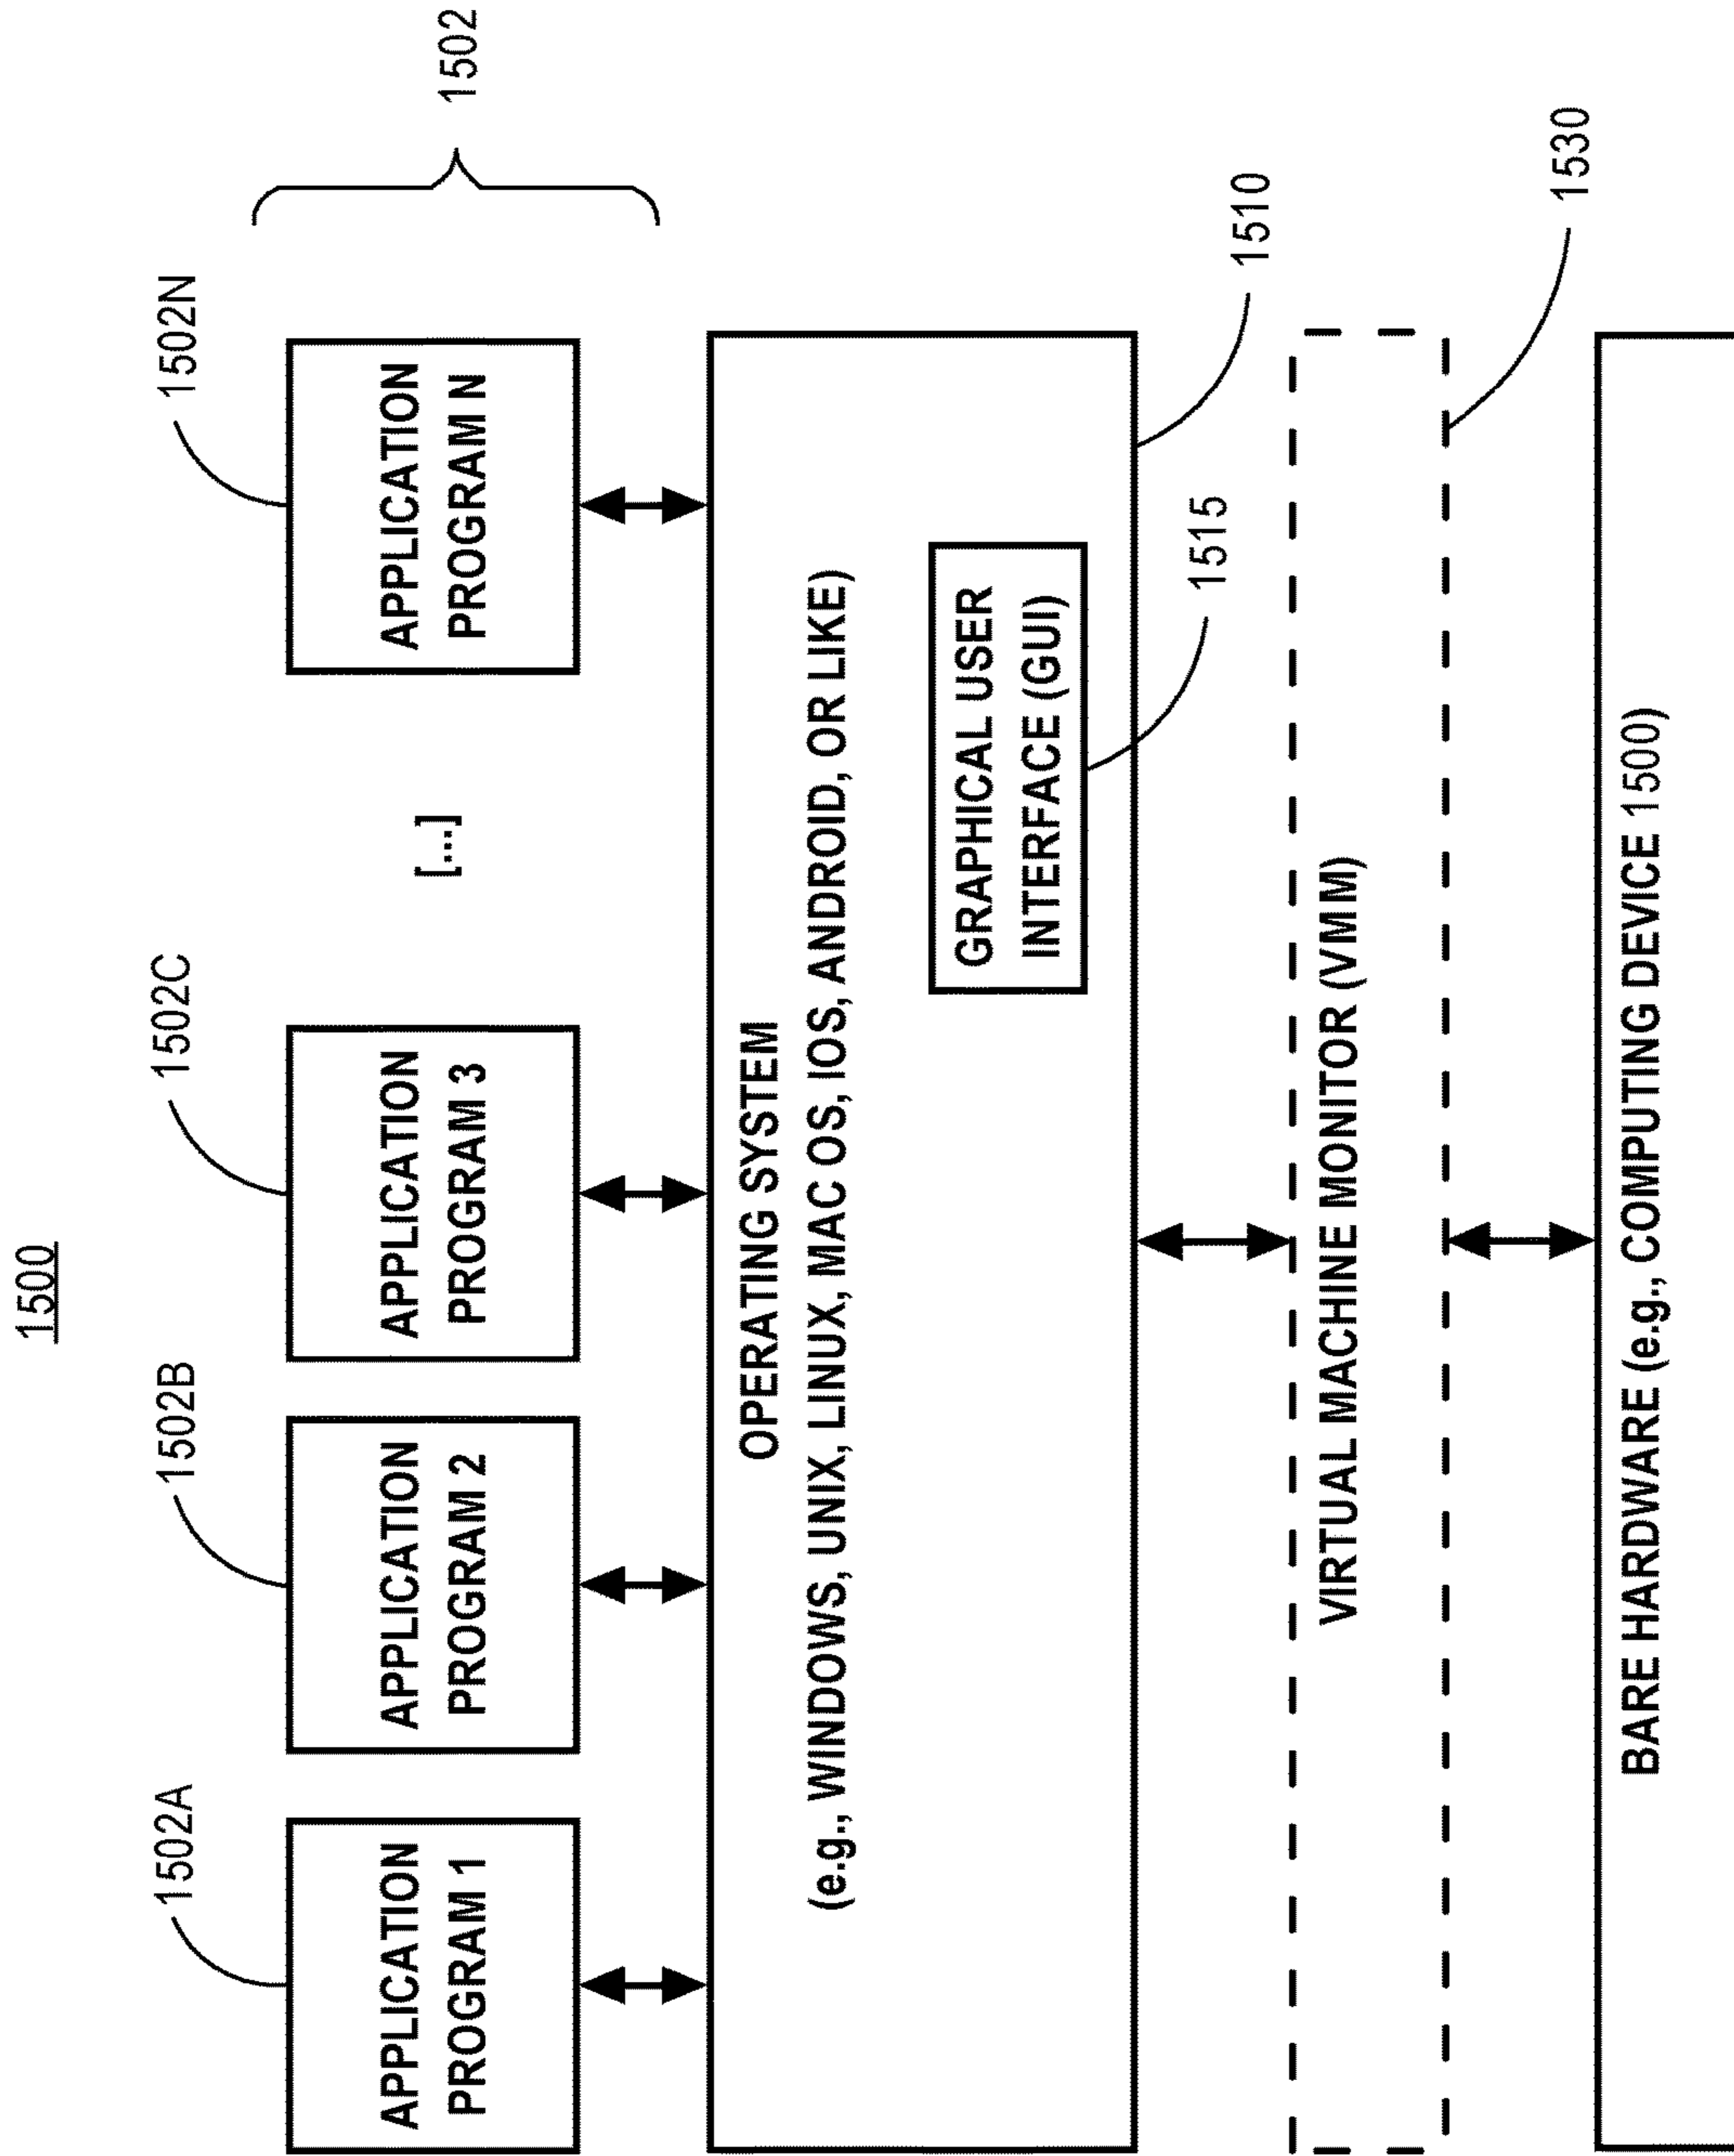 1500
1502A
1502B
1502C
1502N
1502
APPLICATION
PROGRAM 1
APPLICATION
PROGRAM 2
APPLICATION
PROGRAM 3
[...]
APPLICATION
PROGRAM N
OPERATING SYSTEM
(e.g., WINDOWS, UNIX, LINUX, MAC OS, IOS, ANDROID, OR LIKE)
GRAPHICAL USER
INTERFACE (GUI)
1510
1515
VIRTUAL MACHINE MONITOR (VMM)
1530
BARE HARDWARE (e.g., COMPUTING DEVICE 1500)